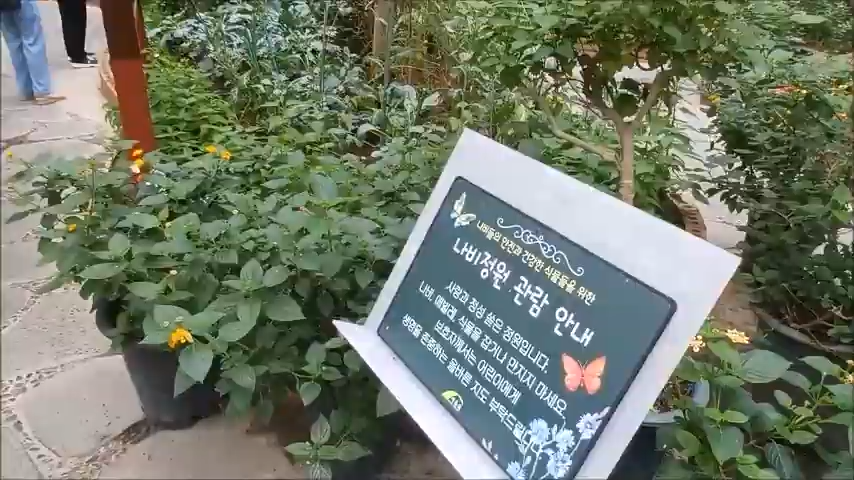 나비들의 안전과 건강한 식물들을 위한
나비정원 관람 안내
사랑과 정성 쏟은 정원입니다.
나비, 애벌레, 식물을 잡거나 만지지 마세요.
보호자께서는 어린이에게
생명을 존중하는 올바른 지도 부탁드립니다.